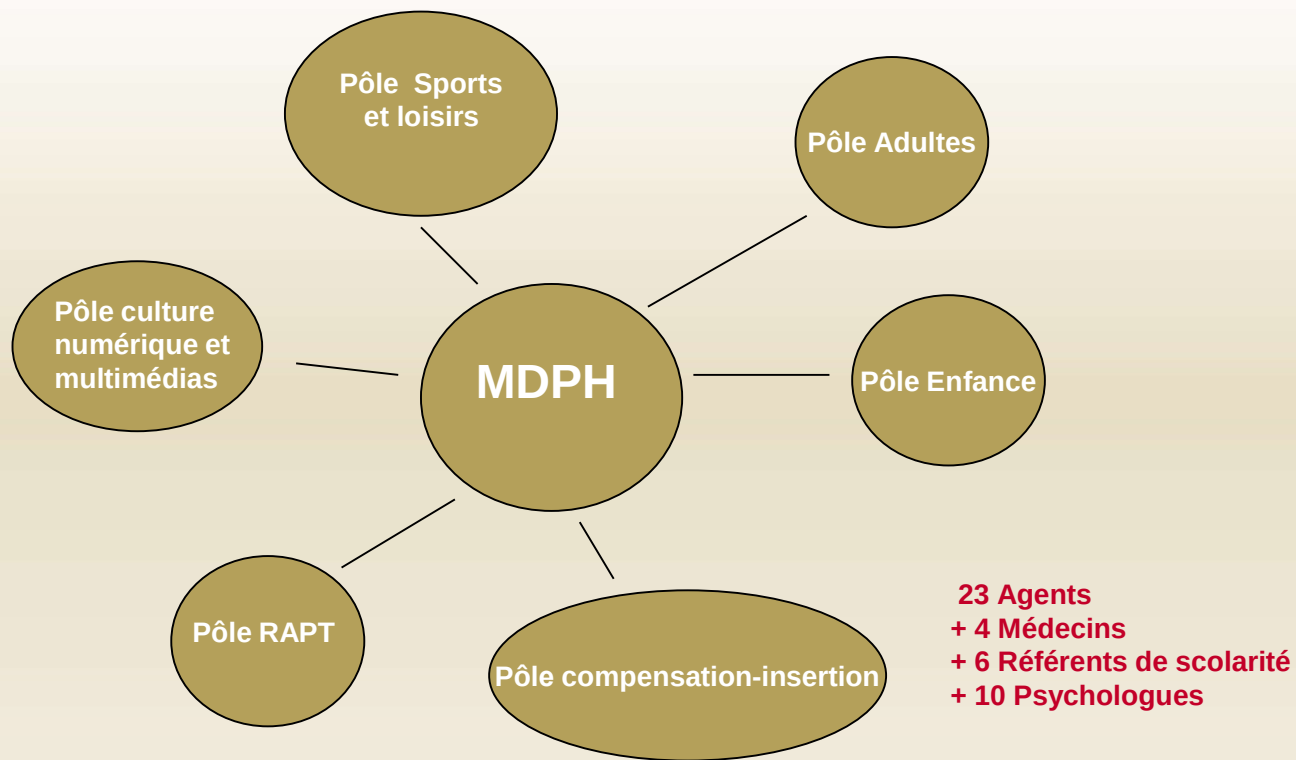 Pôle Sports
et loisirs
Pôle Adultes
Pôle culture
numérique et
multimédias
MDPH
Pôle Enfance
Pôle RAPT
Pôle compensation-insertion
23 Agents
+ 4 Médecins
+ 6 Référents de scolarité
+ 10 Psychologues